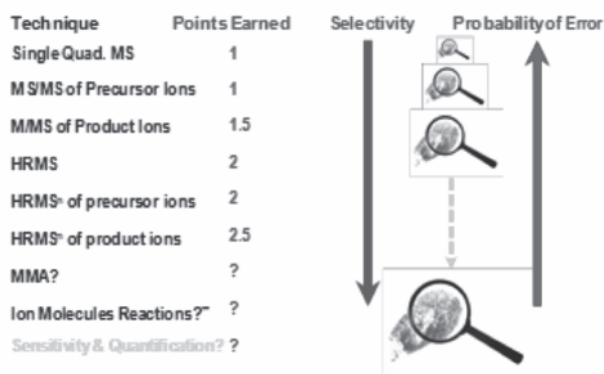 Technique Points Earned Selectivity Probability of Error
Single Quad. MS 1
MS/MS of Precursor Ions 1
M/MS of Product Ions 1.5
HRMS 2
HRMSⁿ of precursor ions 2
HRMSⁿ of product ions 2.5
MMA? ?
Ion Molecules Reactions?~ ?
Sensitivity & Quantification? ?